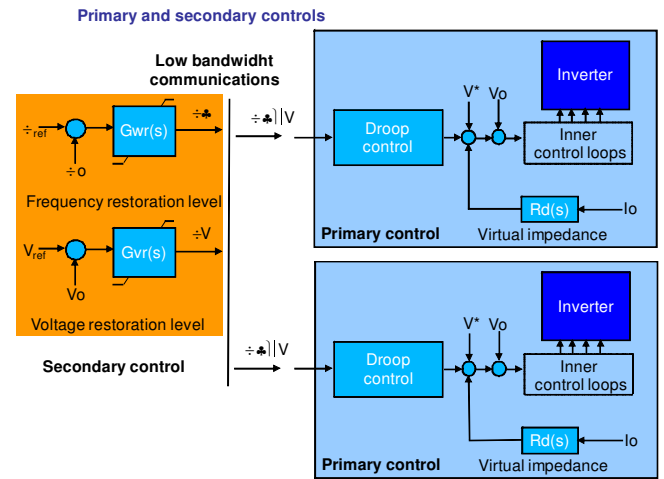 Primary and secondary controls
Low bandwidht
communications
÷ref
÷o
Gwr(s)
÷♣
Frequency restoration level
Vref
Vo
Gvr(s)
÷V
Voltage restoration level
Secondary control
÷♣⎞|V
Droop
control
V*
Vo
Inverter
Inner
control loops
Rd(s)
Io
Primary control
Virtual impedance
÷♣⎞|V
Droop
control
V*
Vo
Inverter
Inner
control loops
Rd(s)
Io
Primary control
Virtual impedance